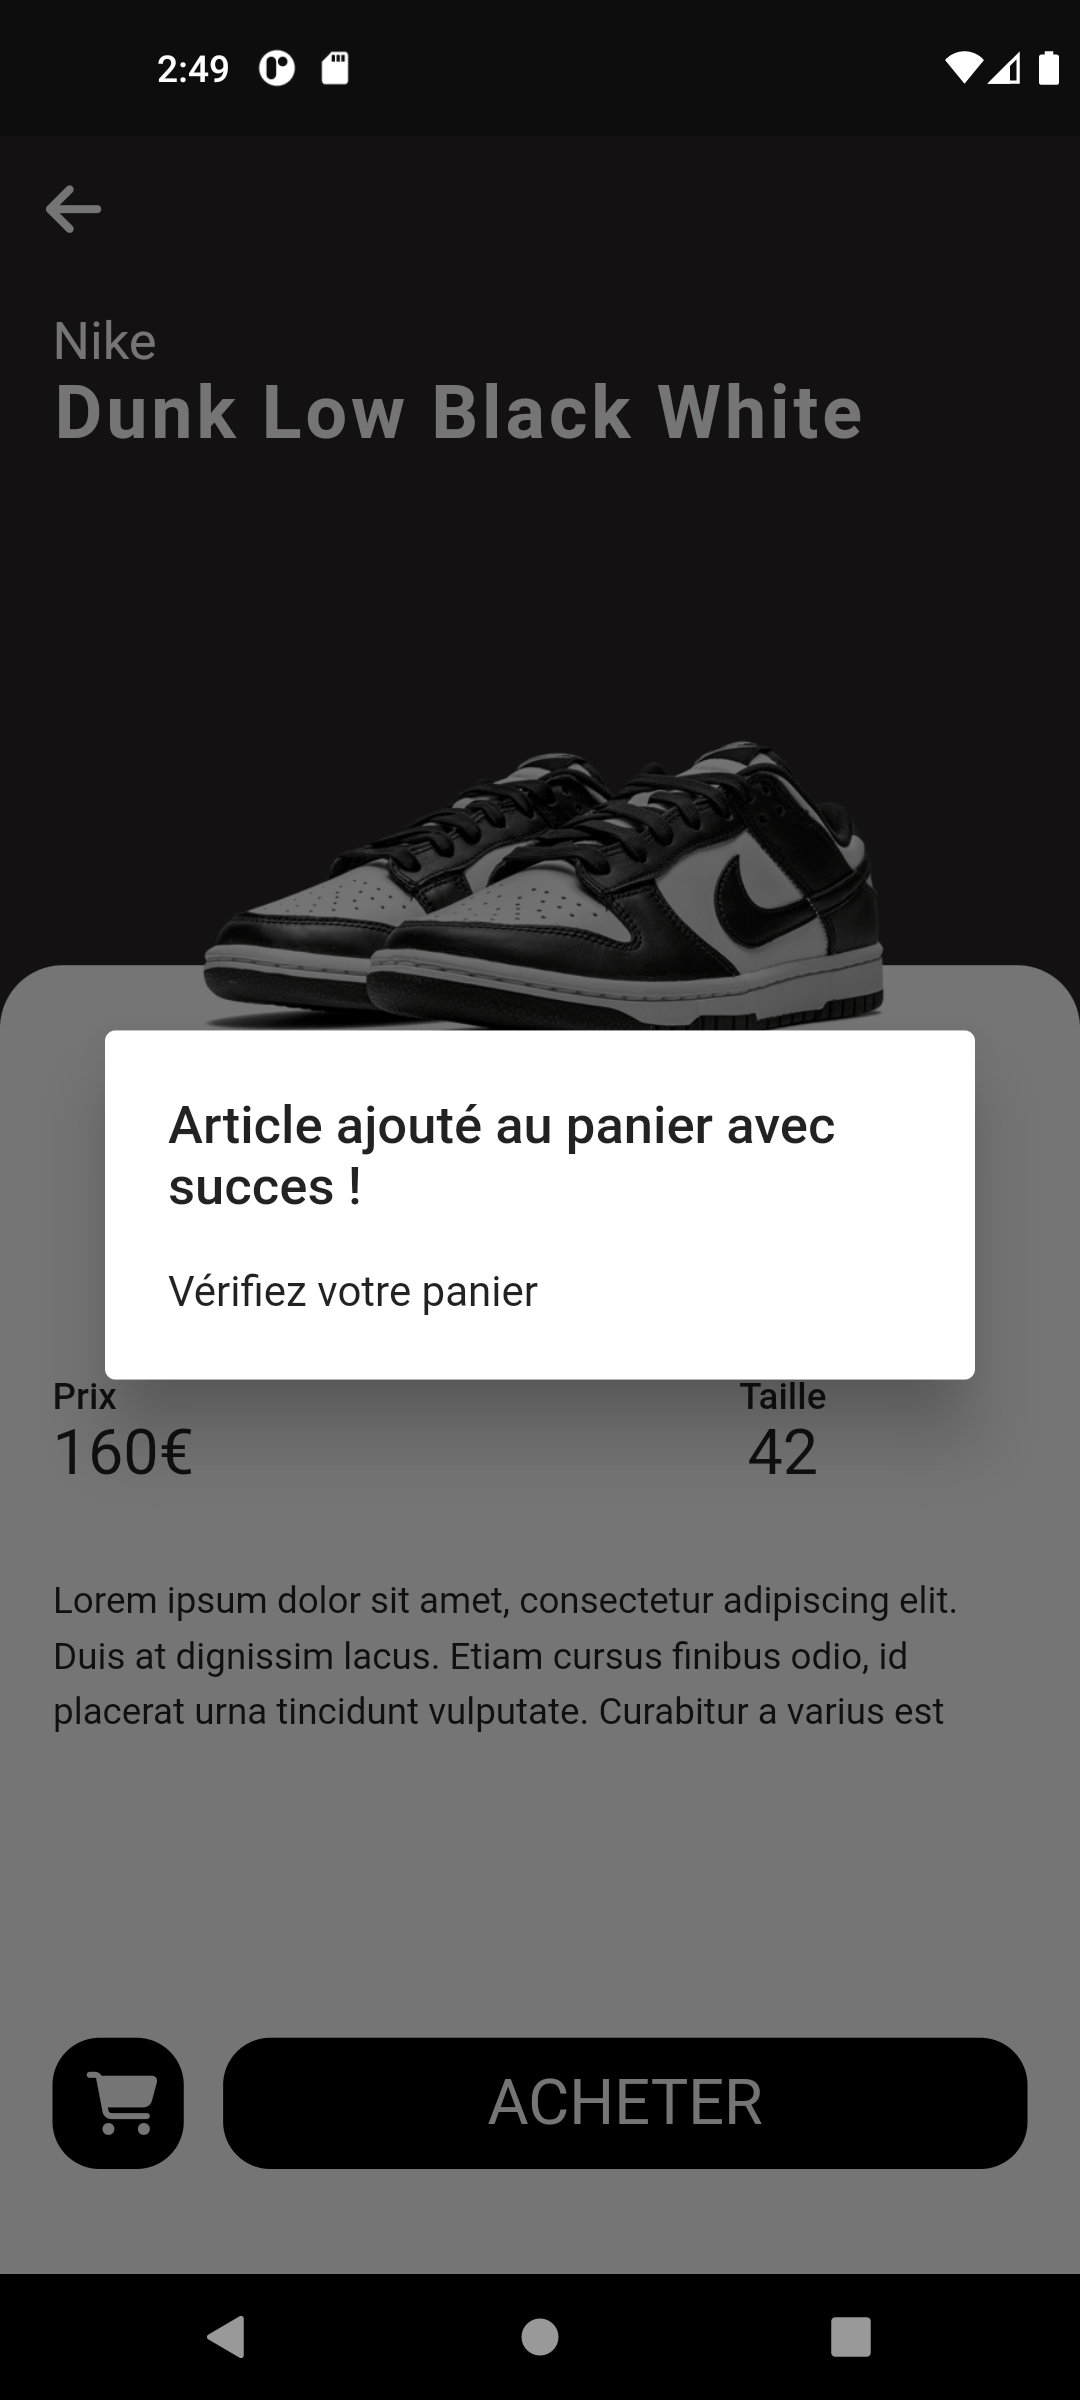 2:49
Nike
Dunk Low Black White
Article ajouté au panier avec
succes !
Vérifiez votre panier
Prix
Taille
160€
42
Lorem ipsum dolor sit amet, consectetur adipiscing elit.
Duis at dignissim lacus. Etiam cursus finibus odio, id
placerat urna tincidunt vulputate. Curabitur a varius est
ACHETER